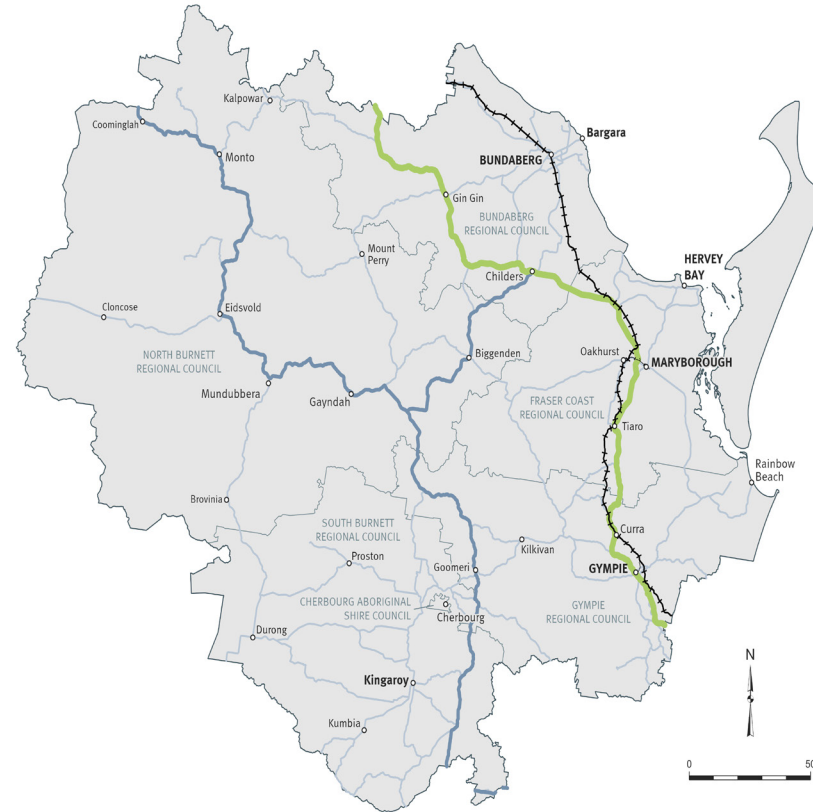 Kalpowar
Coominglah
Monto
Bargara
BUNDABERG
Gin Gin
BUNDABERG
REGIONAL COUNCIL
Mount
Perry
HERVEY
BAY
Childers
Cloncose
Eidsvold
NORTH BURNETT
REGIONAL COUNCIL
Biggenden
Oakhurst
MARYBOROUGH
Mundubbera
Gayndah
FRASER COAST
REGIONAL COUNCIL
Tiaro
Rainbow
Beach
Brovinia
SOUTH BURNETT
REGIONAL COUNCIL
Curra
Kilkivan
Proston
Goomeri
GYMPIE
CHERBOURG ABORIGINAL
SHIRE COUNCIL
Cherbourg
GYMPIE
REGIONAL COUNCIL
Durong
N
Kingaroy
Kumbia
0
50